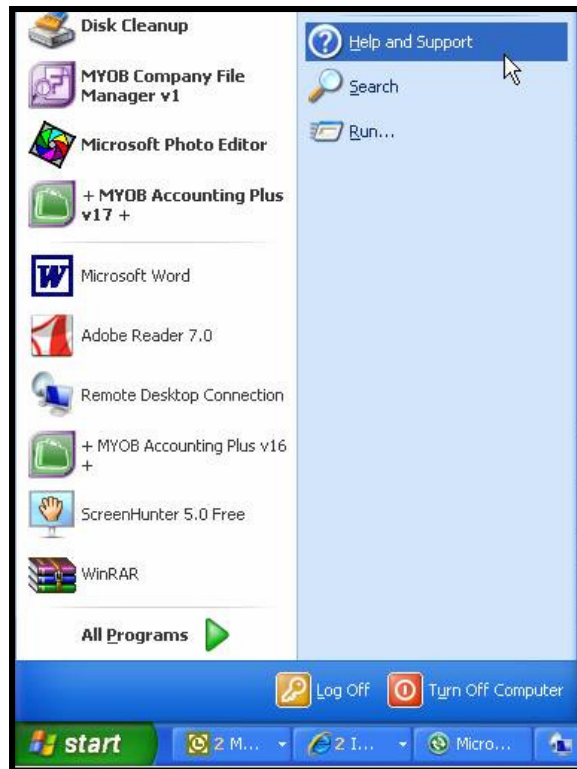 Disk Cleanup
MYOB Company File
Manager v1
Microsoft Photo Editor
+ MYOB Accounting Plus
v17 +
Microsoft Word
Adobe Reader 7.0
Remote Desktop Connection
+ MYOB Accounting Plus v16
+
ScreenHunter 5.0 Free
WinRAR
All Programs
Help and Support
Search
Run...
Log Off
Turn Off Computer
start
2 M...
2 I...
Micro...